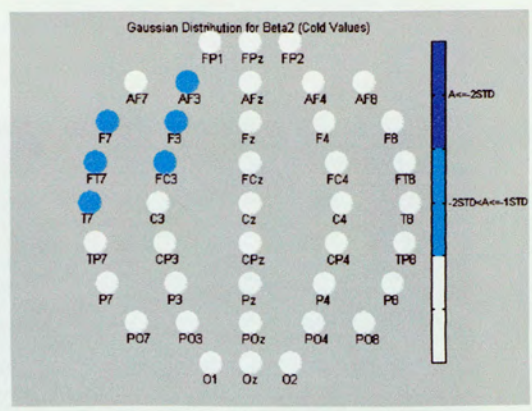 Gaussian Distribution for Beta2 (Cold Values)
FP1 FPz FP2
AF7 AF3 AFz AF4 AF8
A<=-2STD
F7 F3 Fz F4 F8
FT7 FC3 FCz FC4 FT8
T7 C3 Cz C4 T8
-2STD<A<=-1STD
TP7 CP3 CPz CP4 TP8
P7 P3 Pz P4 P8
PO7 PO3 POz PO4 PO8
O1 Oz O2